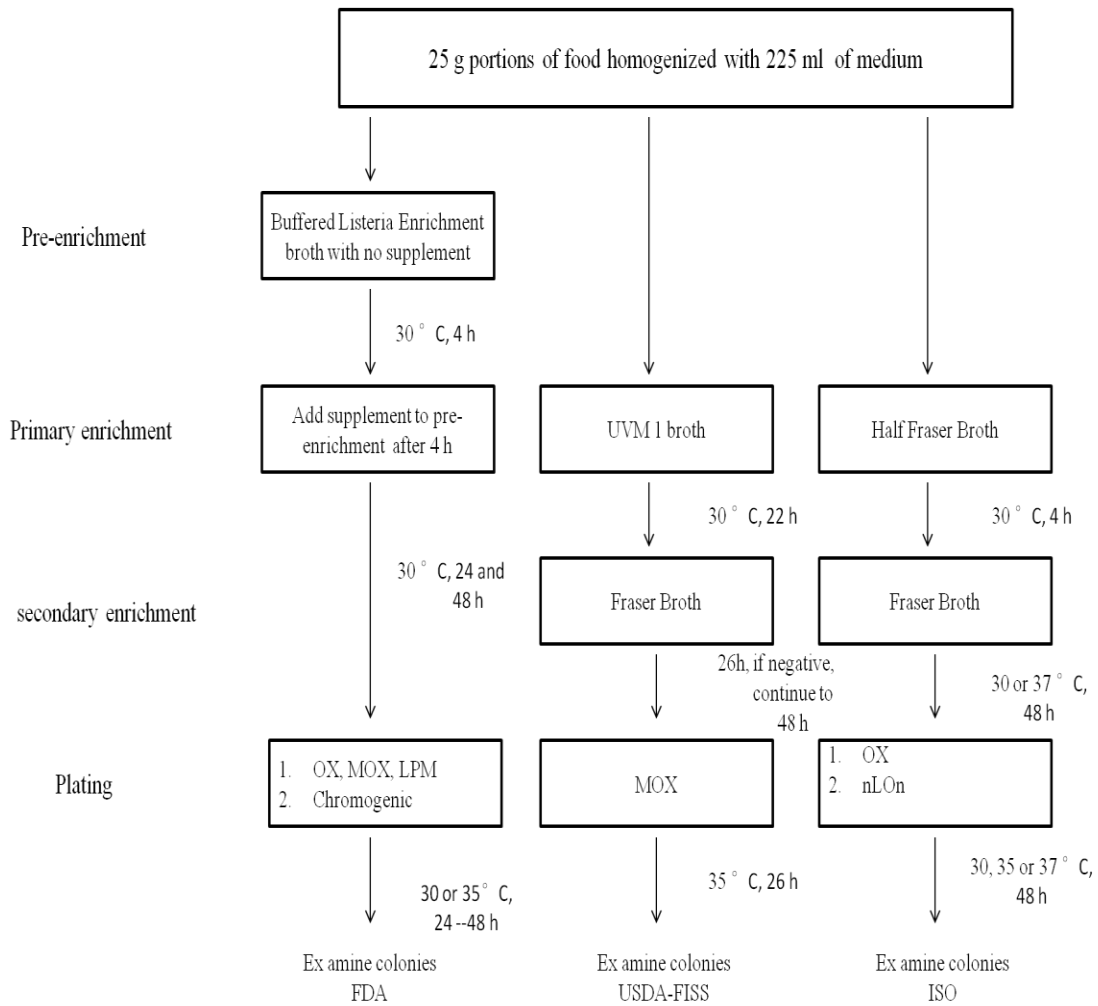 25 g portions of food homogenized with 225 ml of medium
Pre-enrichment
Buffered Listeria Enrichment
broth with no supplement
30 ° C, 4 h
Primary enrichment
Add supplement to pre-
enrichment after 4 h
UVM 1 broth
Half Fraser Broth
30 ° C, 22 h
30 ° C, 4 h
30 ° C, 24 and
48 h
secondary enrichment
Fraser Broth
Fraser Broth
26h, if negative,
continue to
48 h
30 or 37 ° C,
48 h
Plating
1. OX, MOX, LPM
2. Chromogenic
MOX
1. OX
2. nLOn
30 or 35° C,
24 --48 h
35 ° C, 26 h
30, 35 or 37 ° C,
48 h
Ex amine colonies
FDA
Ex amine colonies
USDA-FISS
Ex amine colonies
ISO